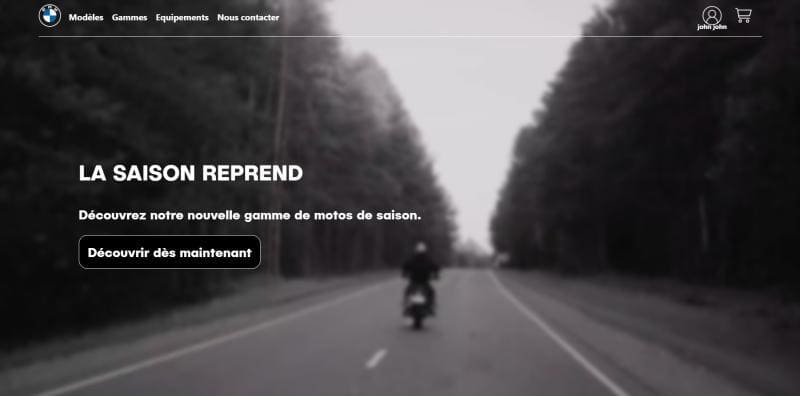 Modèles Gammes Equipements Nous contacter
john john
LA SAISON REPREND
Découvrez notre nouvelle gamme de motos de saison.
Découvrir dès maintenant